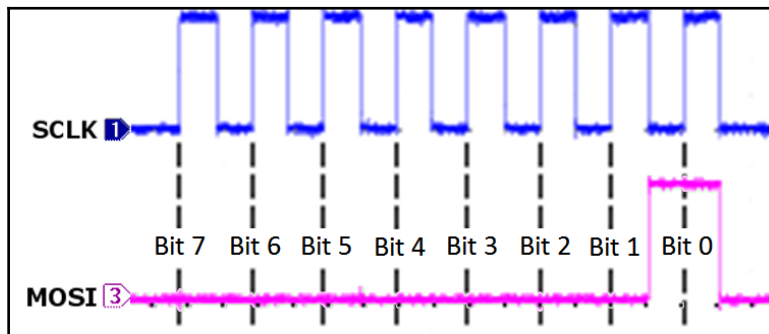 SCLK 1
Bit 7 Bit 6 Bit 5 Bit 4 Bit 3 Bit 2 Bit 1 Bit 0
MOSI 3